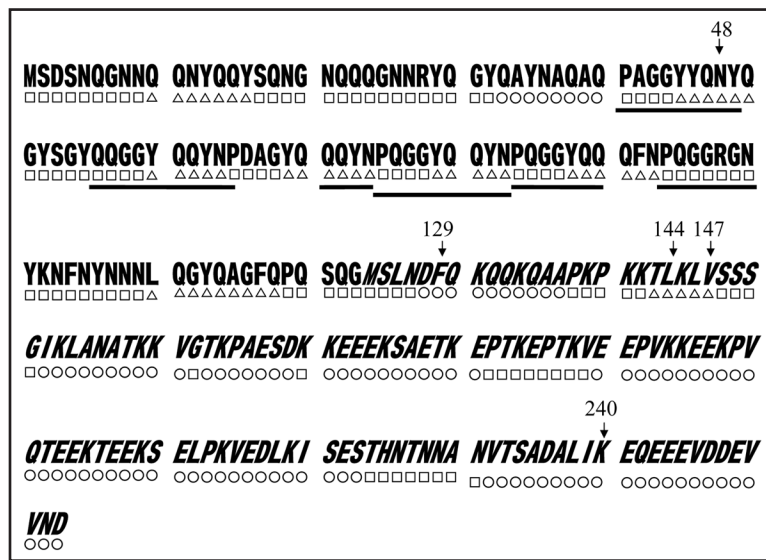 48
MSDSNQGNNQ QNYQQYSQNG NQQQGNNRYQ GYQAYNAQAQ PAGGYYQNYQ
GYSGYQQGGY QQYNPDAGYQ QQYNPQGGYQ QYNPQGGYQQ QFNPQGGRGN
129 144 147
YKNFNYNNNL QGYQAGFQPQ SQGMSLNDFQ KQQKQAAPKP KKTLKLVSSS
GIKLANATKK VGTKPAESDK KEEEKSAETK EPTKEPTKVE EPVKKEEKPV
240
QTEEKTEEKS ELPKVEDLKI SESTHNTNNA NVTSADALIK EQEEEVDDEV
VND